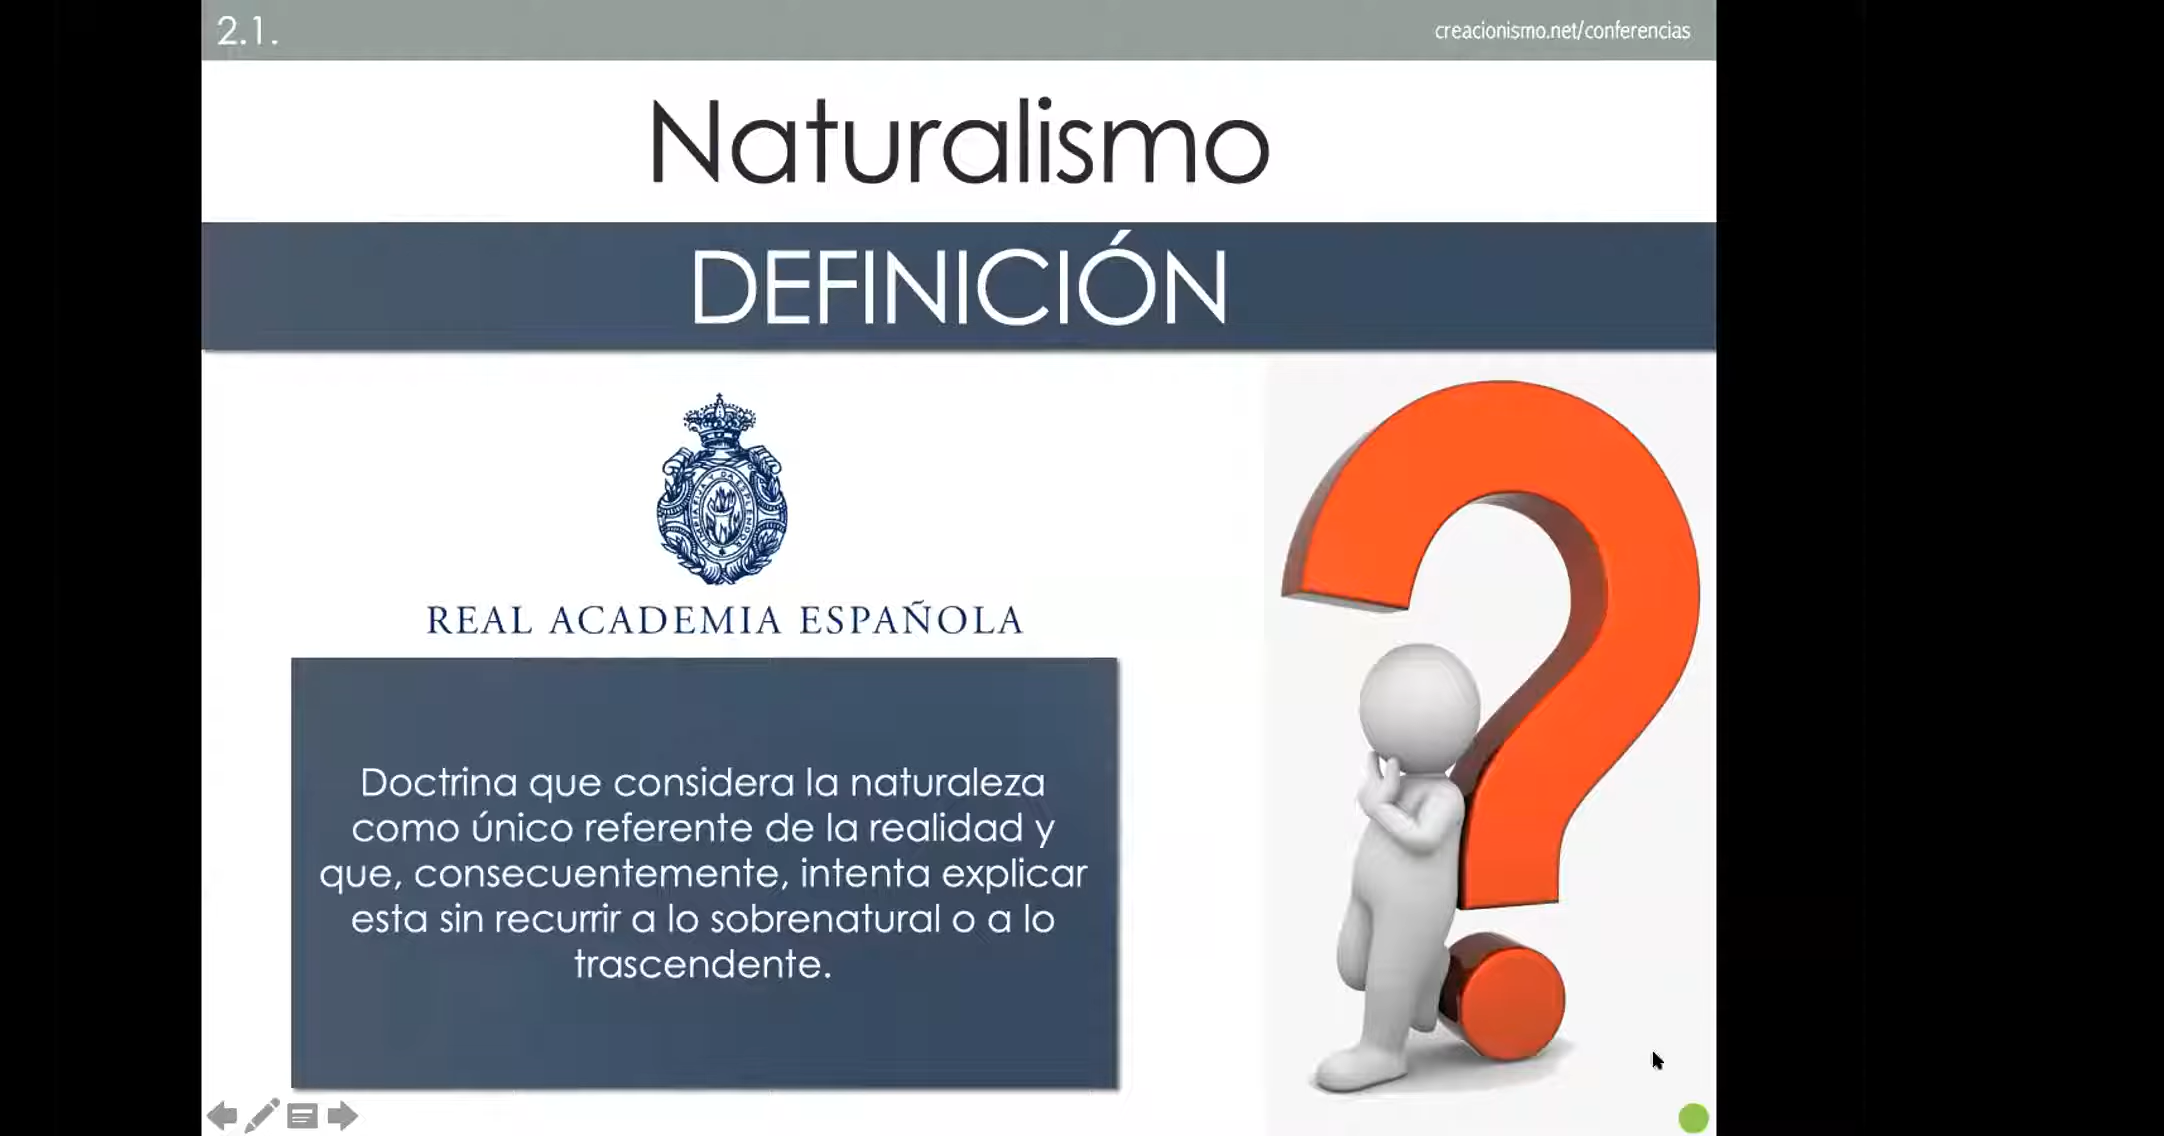 2.1.
creacionismo.net/conferencias
Naturalismo
DEFINICIÓN
REAL ACADEMIA ESPAÑOLA
Doctrina que considera la naturaleza
como único referente de la realidad y
que, consecuentemente, intenta explicar
esta sin recurrir a lo sobrenatural o a lo
trascendente.